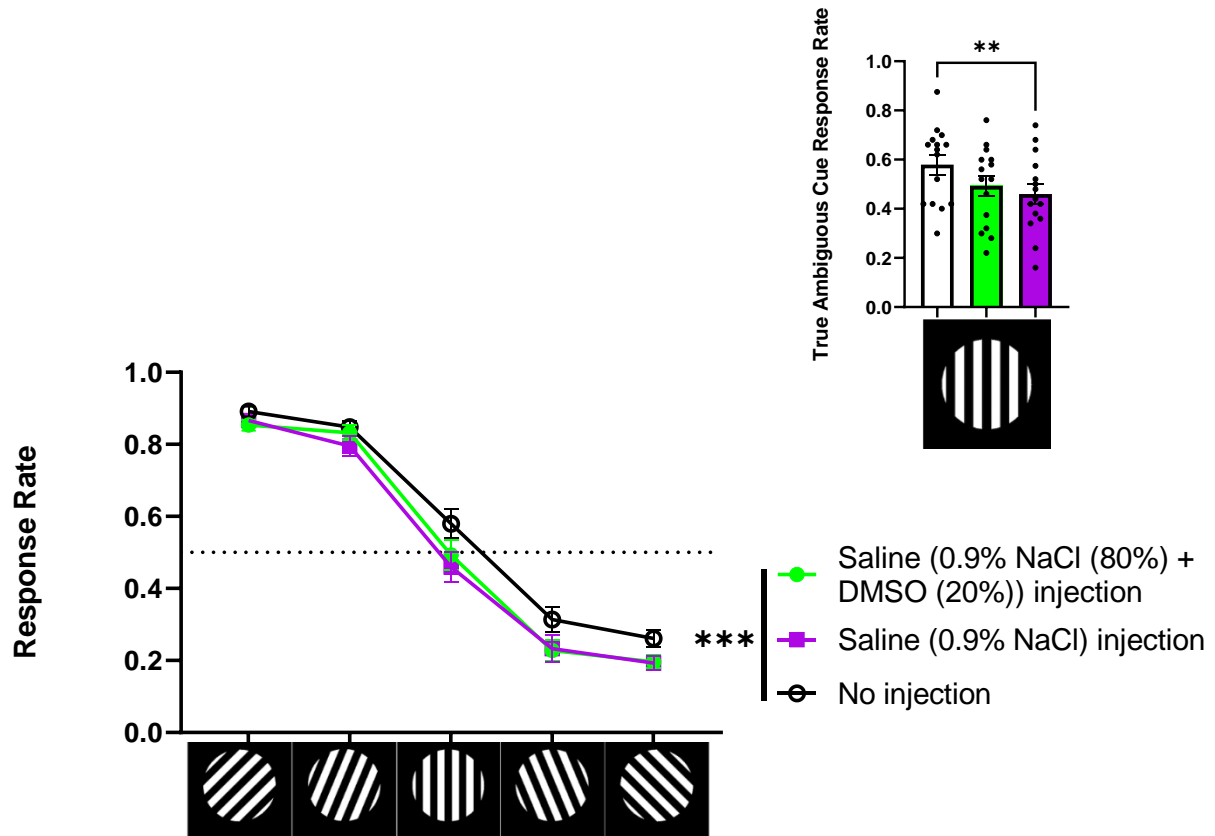 True Ambiguous Cue Response Rate
**
1.0
0.8
0.6
0.4
0.2
0.0
Response Rate
1.0
0.8
0.6
0.4
0.2
0.0
***
Saline (0.9% NaCl (80%) +
DMSO (20%)) injection
Saline (0.9% NaCl) injection
No injection